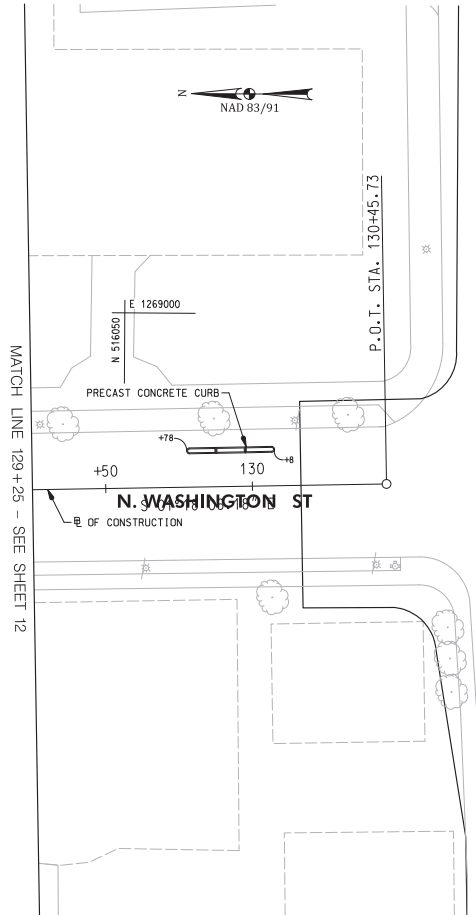 N
NAD 83/91
P.O.T. STA. 130+45.73
E 1269000
N 516050
MATCH LINE 129+25 - SEE SHEET 12
PRECAST CONCRETE CURB
+78
+8
+50
130
N. WASHINGTON ST
OF CONSTRUCTION